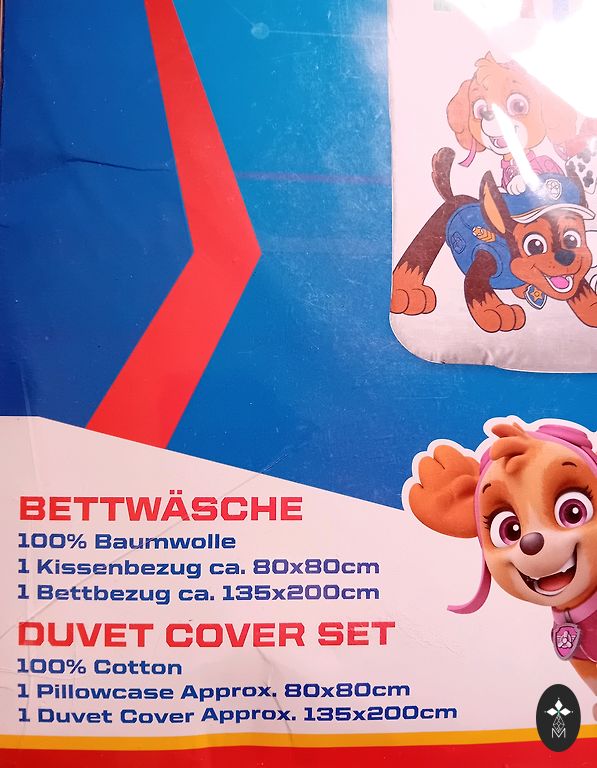 BETTWÄSCHE
100% Baumwolle
1 Kissenbezug ca. 80x80cm
1 Bettbezug ca. 135x200cm
DUVET COVER SET
100% Cotton
1 Pillowcase Approx. 80x80cm
1 Duvet Cover Approx. 135x200cm
M